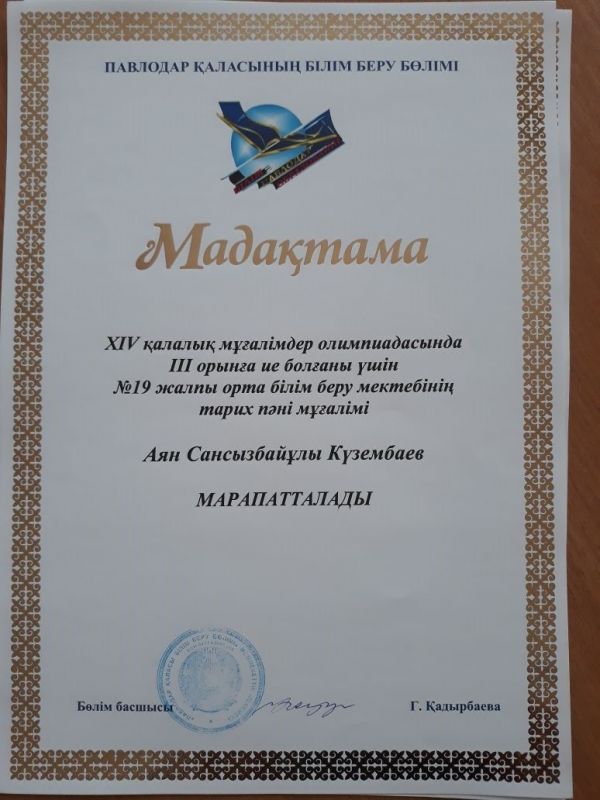 ПАВЛОДАР ҚАЛАСЫНЫҢ БІЛІМ БЕРУ БӨЛІМІ
Мадақтама
XIV қалалық мұғалімдер олимпиадасында
III орынға ие болғаны үшін
№19 жалпы орта білім беру мектебінің
тарих пәні мұғалімі
Аян Сансызбайұлы Күзембаев
МАРАПАТТАЛАДЫ
Бөлім басшысы
Г. Қадырбаева